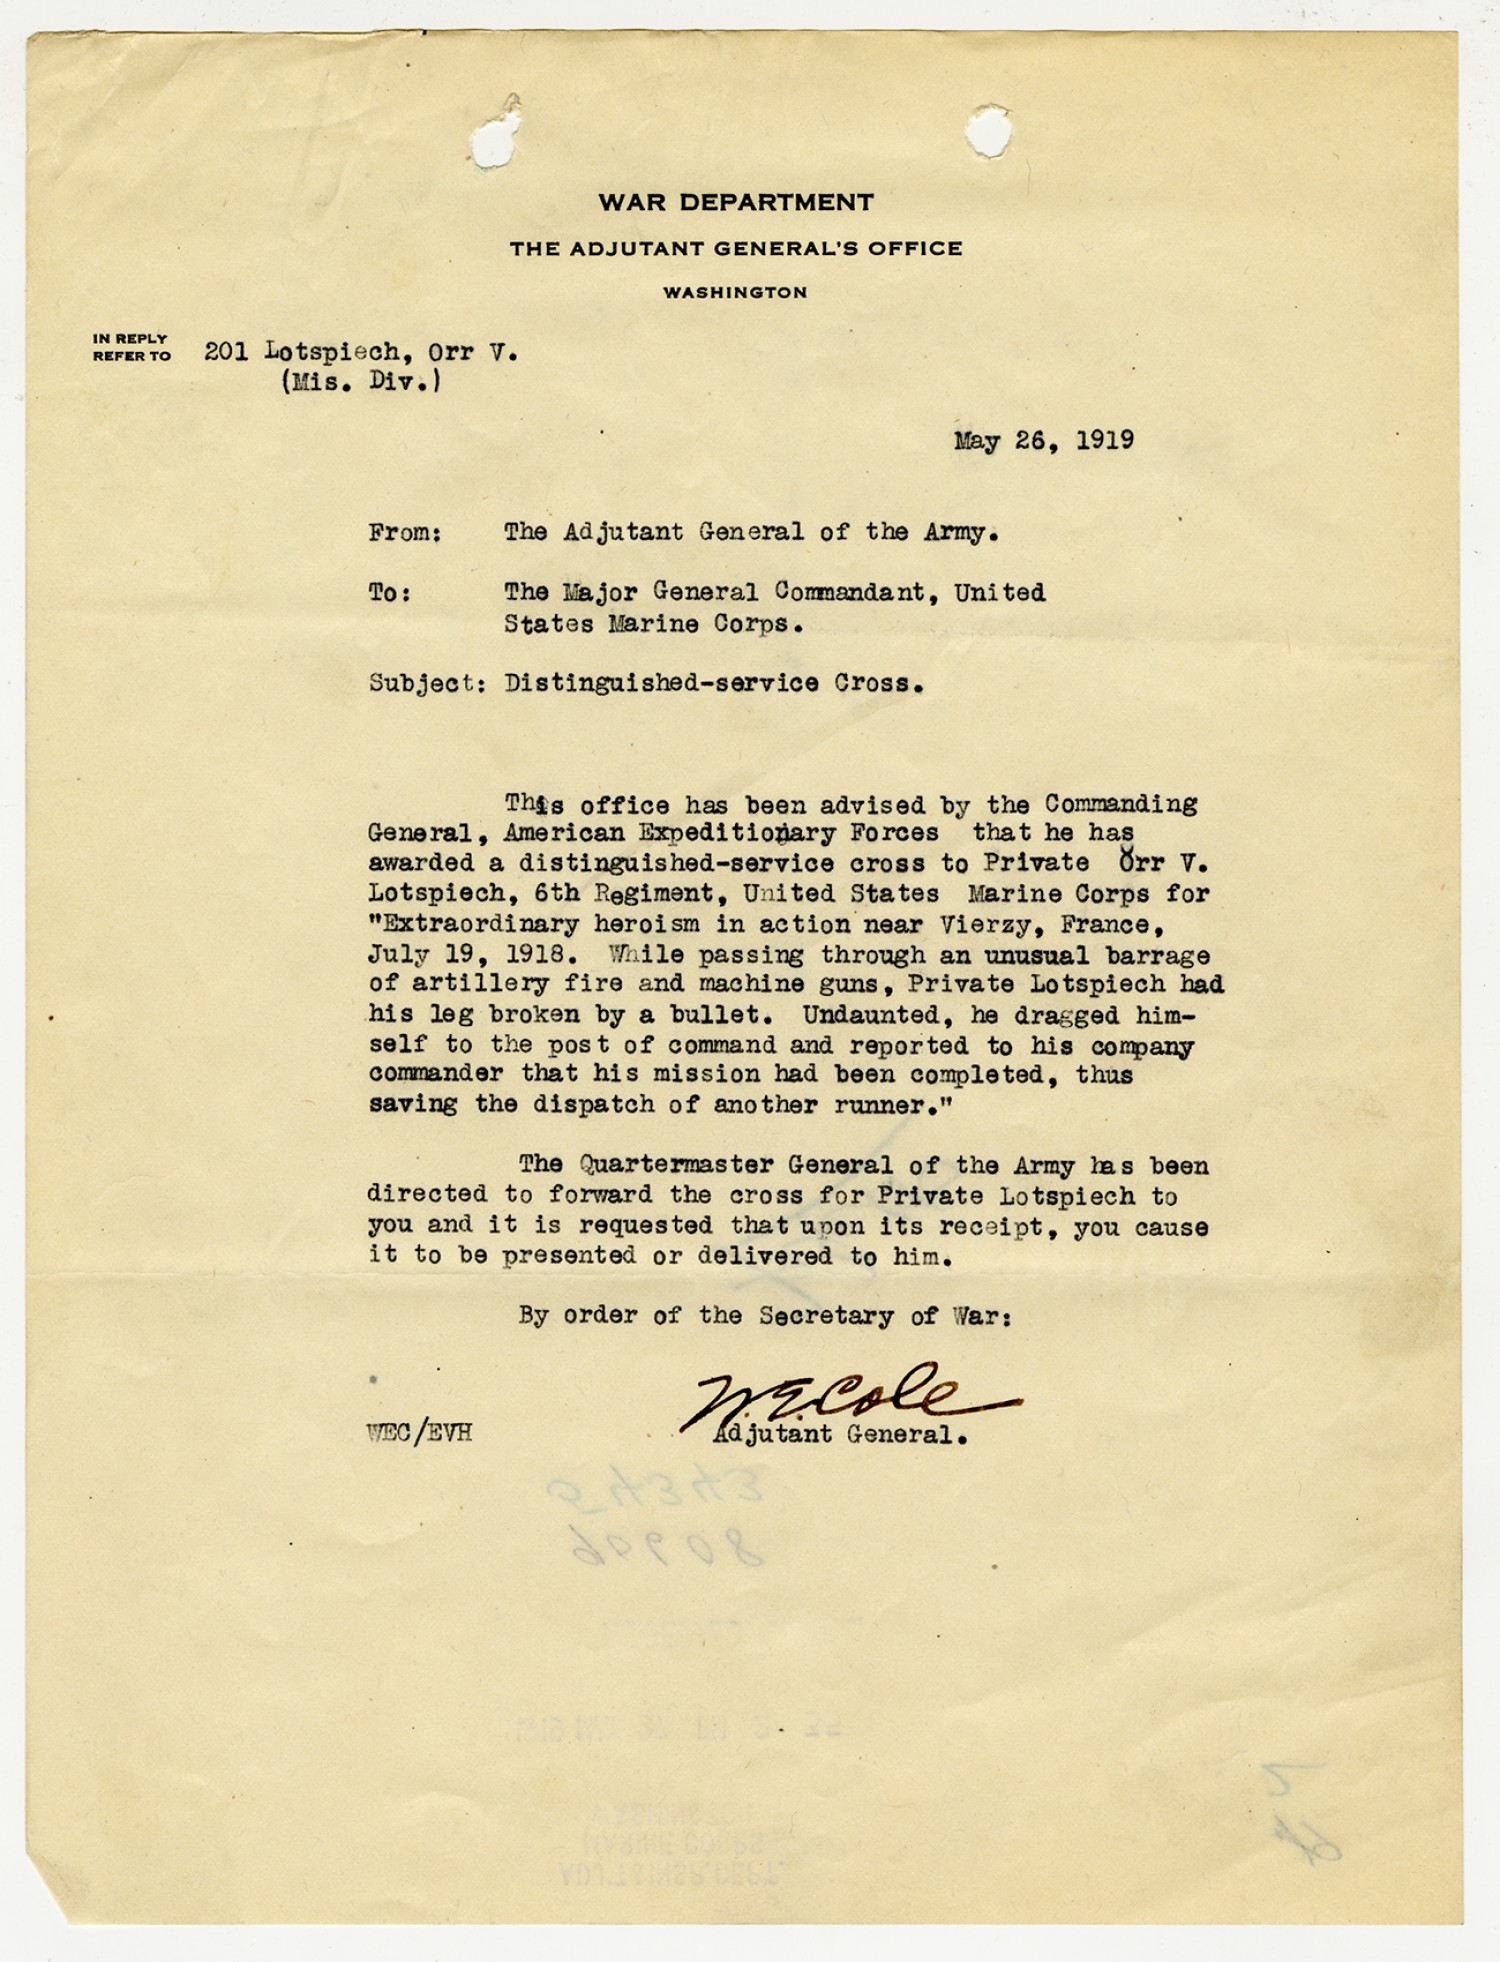 WAR DEPARTMENT
THE ADJUTANT GENERAL'S OFFICE
WASHINGTON
IN REPLY
REFER TO 201 Lotspiech, Orr V.
(Mis. Div.)
May 26, 1919
From: The Adjutant General of the Army.
To: The Major General Commandant, United
States Marine Corps.
Subject: Distinguished-service Cross.
This office has been advised by the Commanding
General, American Expeditionary Forces that he has
awarded a distinguished-service cross to Private Orr V.
Lotspiech, 6th Regiment, United States Marine Corps for
"Extraordinary heroism in action near Vierzy, France,
July 19, 1918. While passing through an unusual barrage
of artillery fire and machine guns, Private Lotspiech had
his leg broken by a bullet. Undaunted, he dragged him-
self to the post of command and reported to his company
commander that his mission had been completed, thus
saving the dispatch of another runner."
The Quartermaster General of the Army has been
directed to forward the cross for Private Lotspiech to
you and it is requested that upon its receipt, you cause
it to be presented or delivered to him.
By order of the Secretary of War:
W.E.Cole
WEC/EVH Adjutant General.
MARINE CORPS